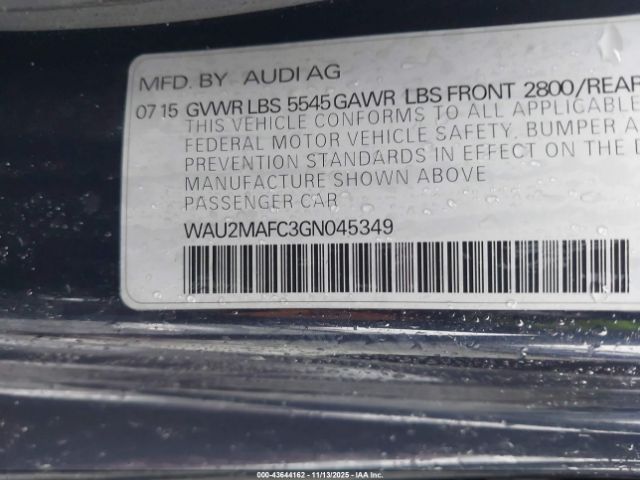 MFD. BY AUDI AG
07 15 GVWR LBS 5545 GAWR LBS FRONT 2800/REAR
THIS VEHICLE CONFORMS TO ALL APPLICABLE
FEDERAL MOTOR VEHICLE SAFETY, BUMPER A
PREVENTION STANDARDS IN EFFECT ON THE D
MANUFACTURE SHOWN ABOVE
PASSENGER CAR
WAU2MAFC3GN045349
000-43644162 - 11/13/2025 - IAA Inc.